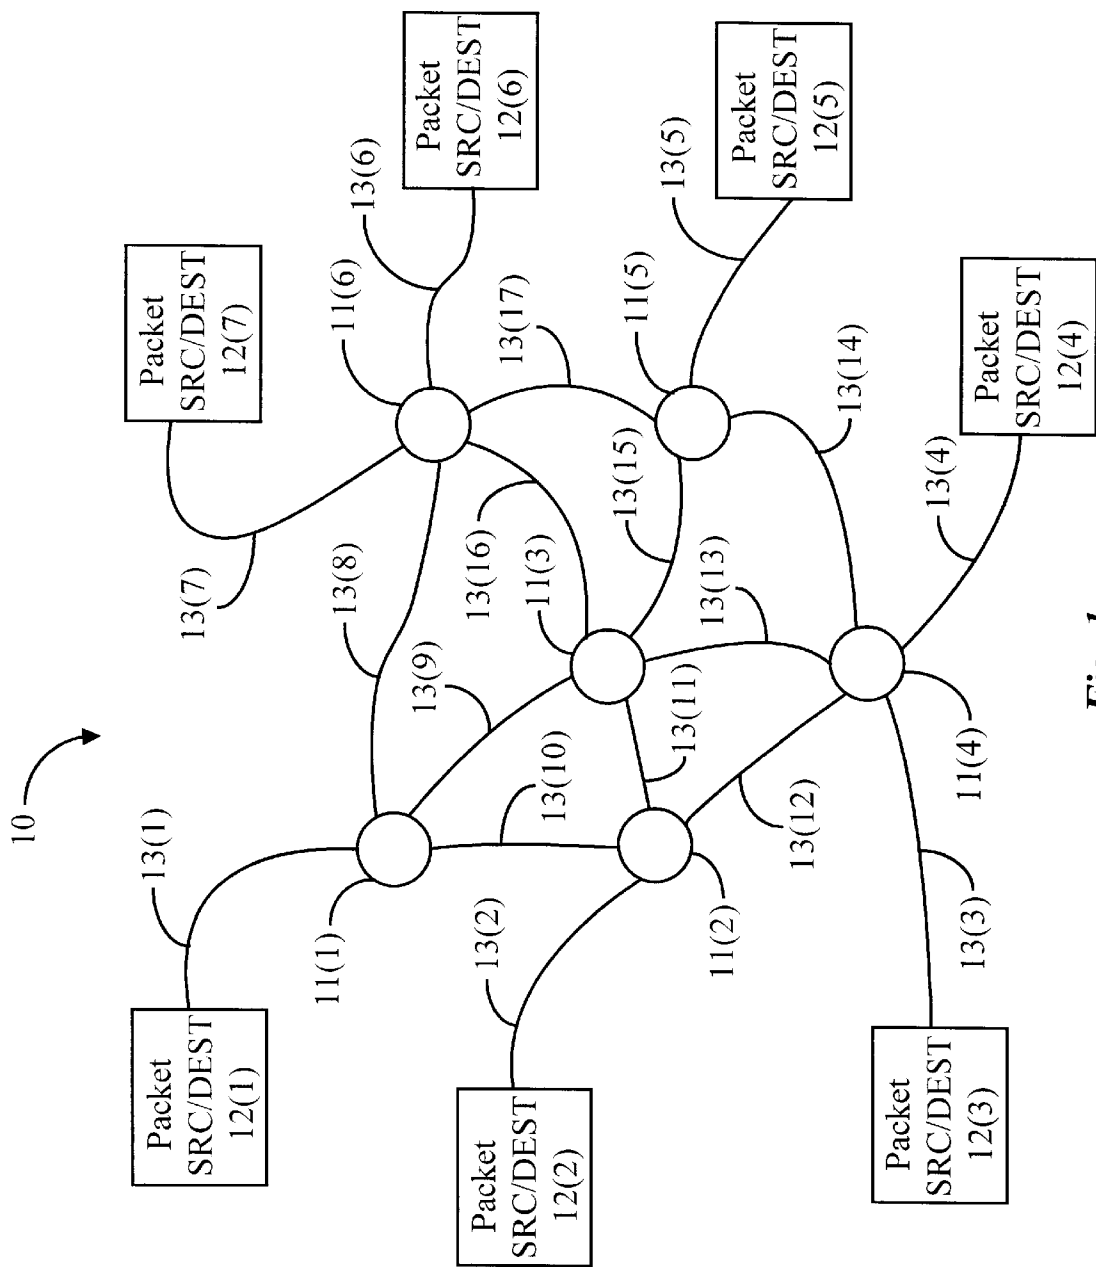 10
Packet
SRC/DEST
12(1)
13(1)
11(1)
Packet
SRC/DEST
12(2)
13(2)
11(2)
Packet
SRC/DEST
12(3)
13(3)
11(4)
13(12)
13(10)
13(11)
13(9)
13(8)
13(7)
Packet
SRC/DEST
12(7)
13(16)
11(3)
13(13)
13(15)
11(6)
13(6)
Packet
SRC/DEST
12(6)
13(17)
11(5)
13(5)
Packet
SRC/DEST
12(5)
13(14)
13(4)
Packet
SRC/DEST
12(4)